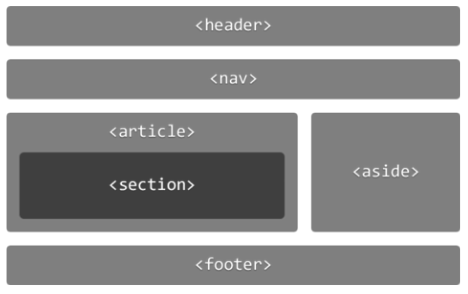 <header>
<nav>
<article>
<section>
<aside>
<footer>